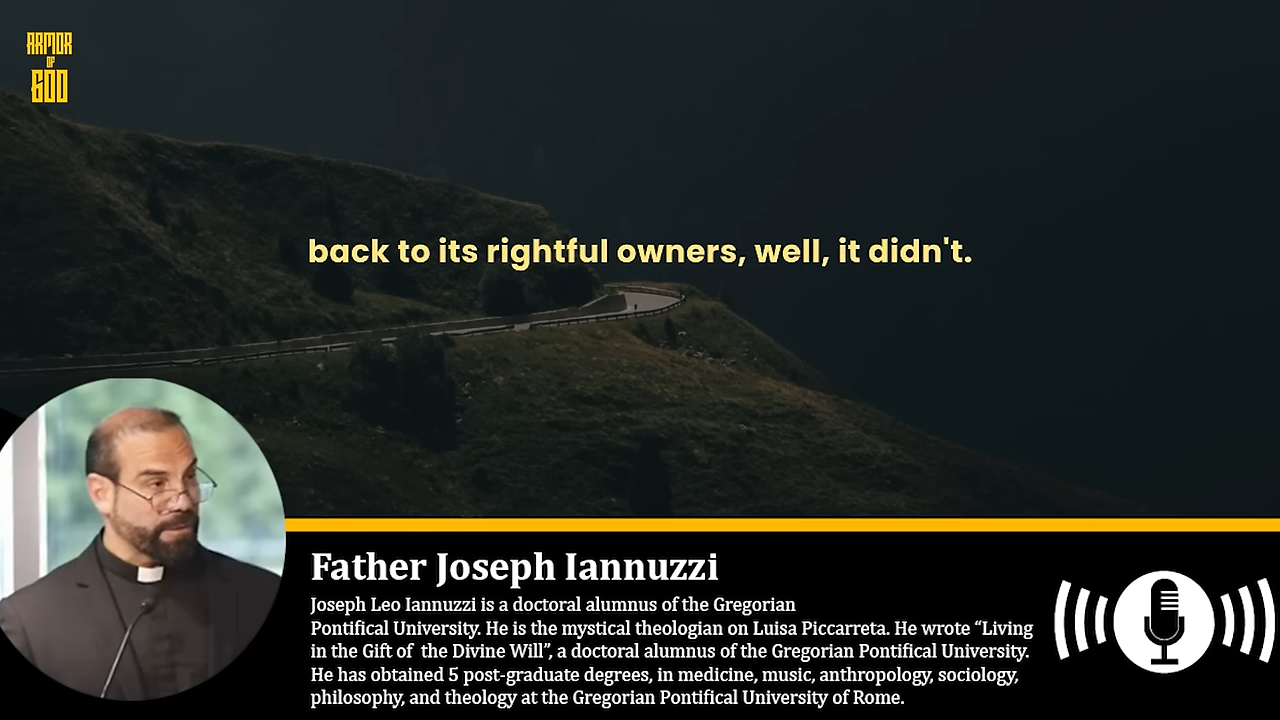 ARMOR
OF
GOD
back to its rightful owners, well, it didn't.
Father Joseph Iannuzzi
Joseph Leo Iannuzzi is a doctoral alumnus of the Gregorian
Pontifical University. He is the mystical theologian on Luisa Piccarreta. He wrote “Living
in the Gift of the Divine Will”, a doctoral alumnus of the Gregorian Pontifical University.
He has obtained 5 post-graduate degrees, in medicine, music, anthropology, sociology,
philosophy, and theology at the Gregorian Pontifical University of Rome.